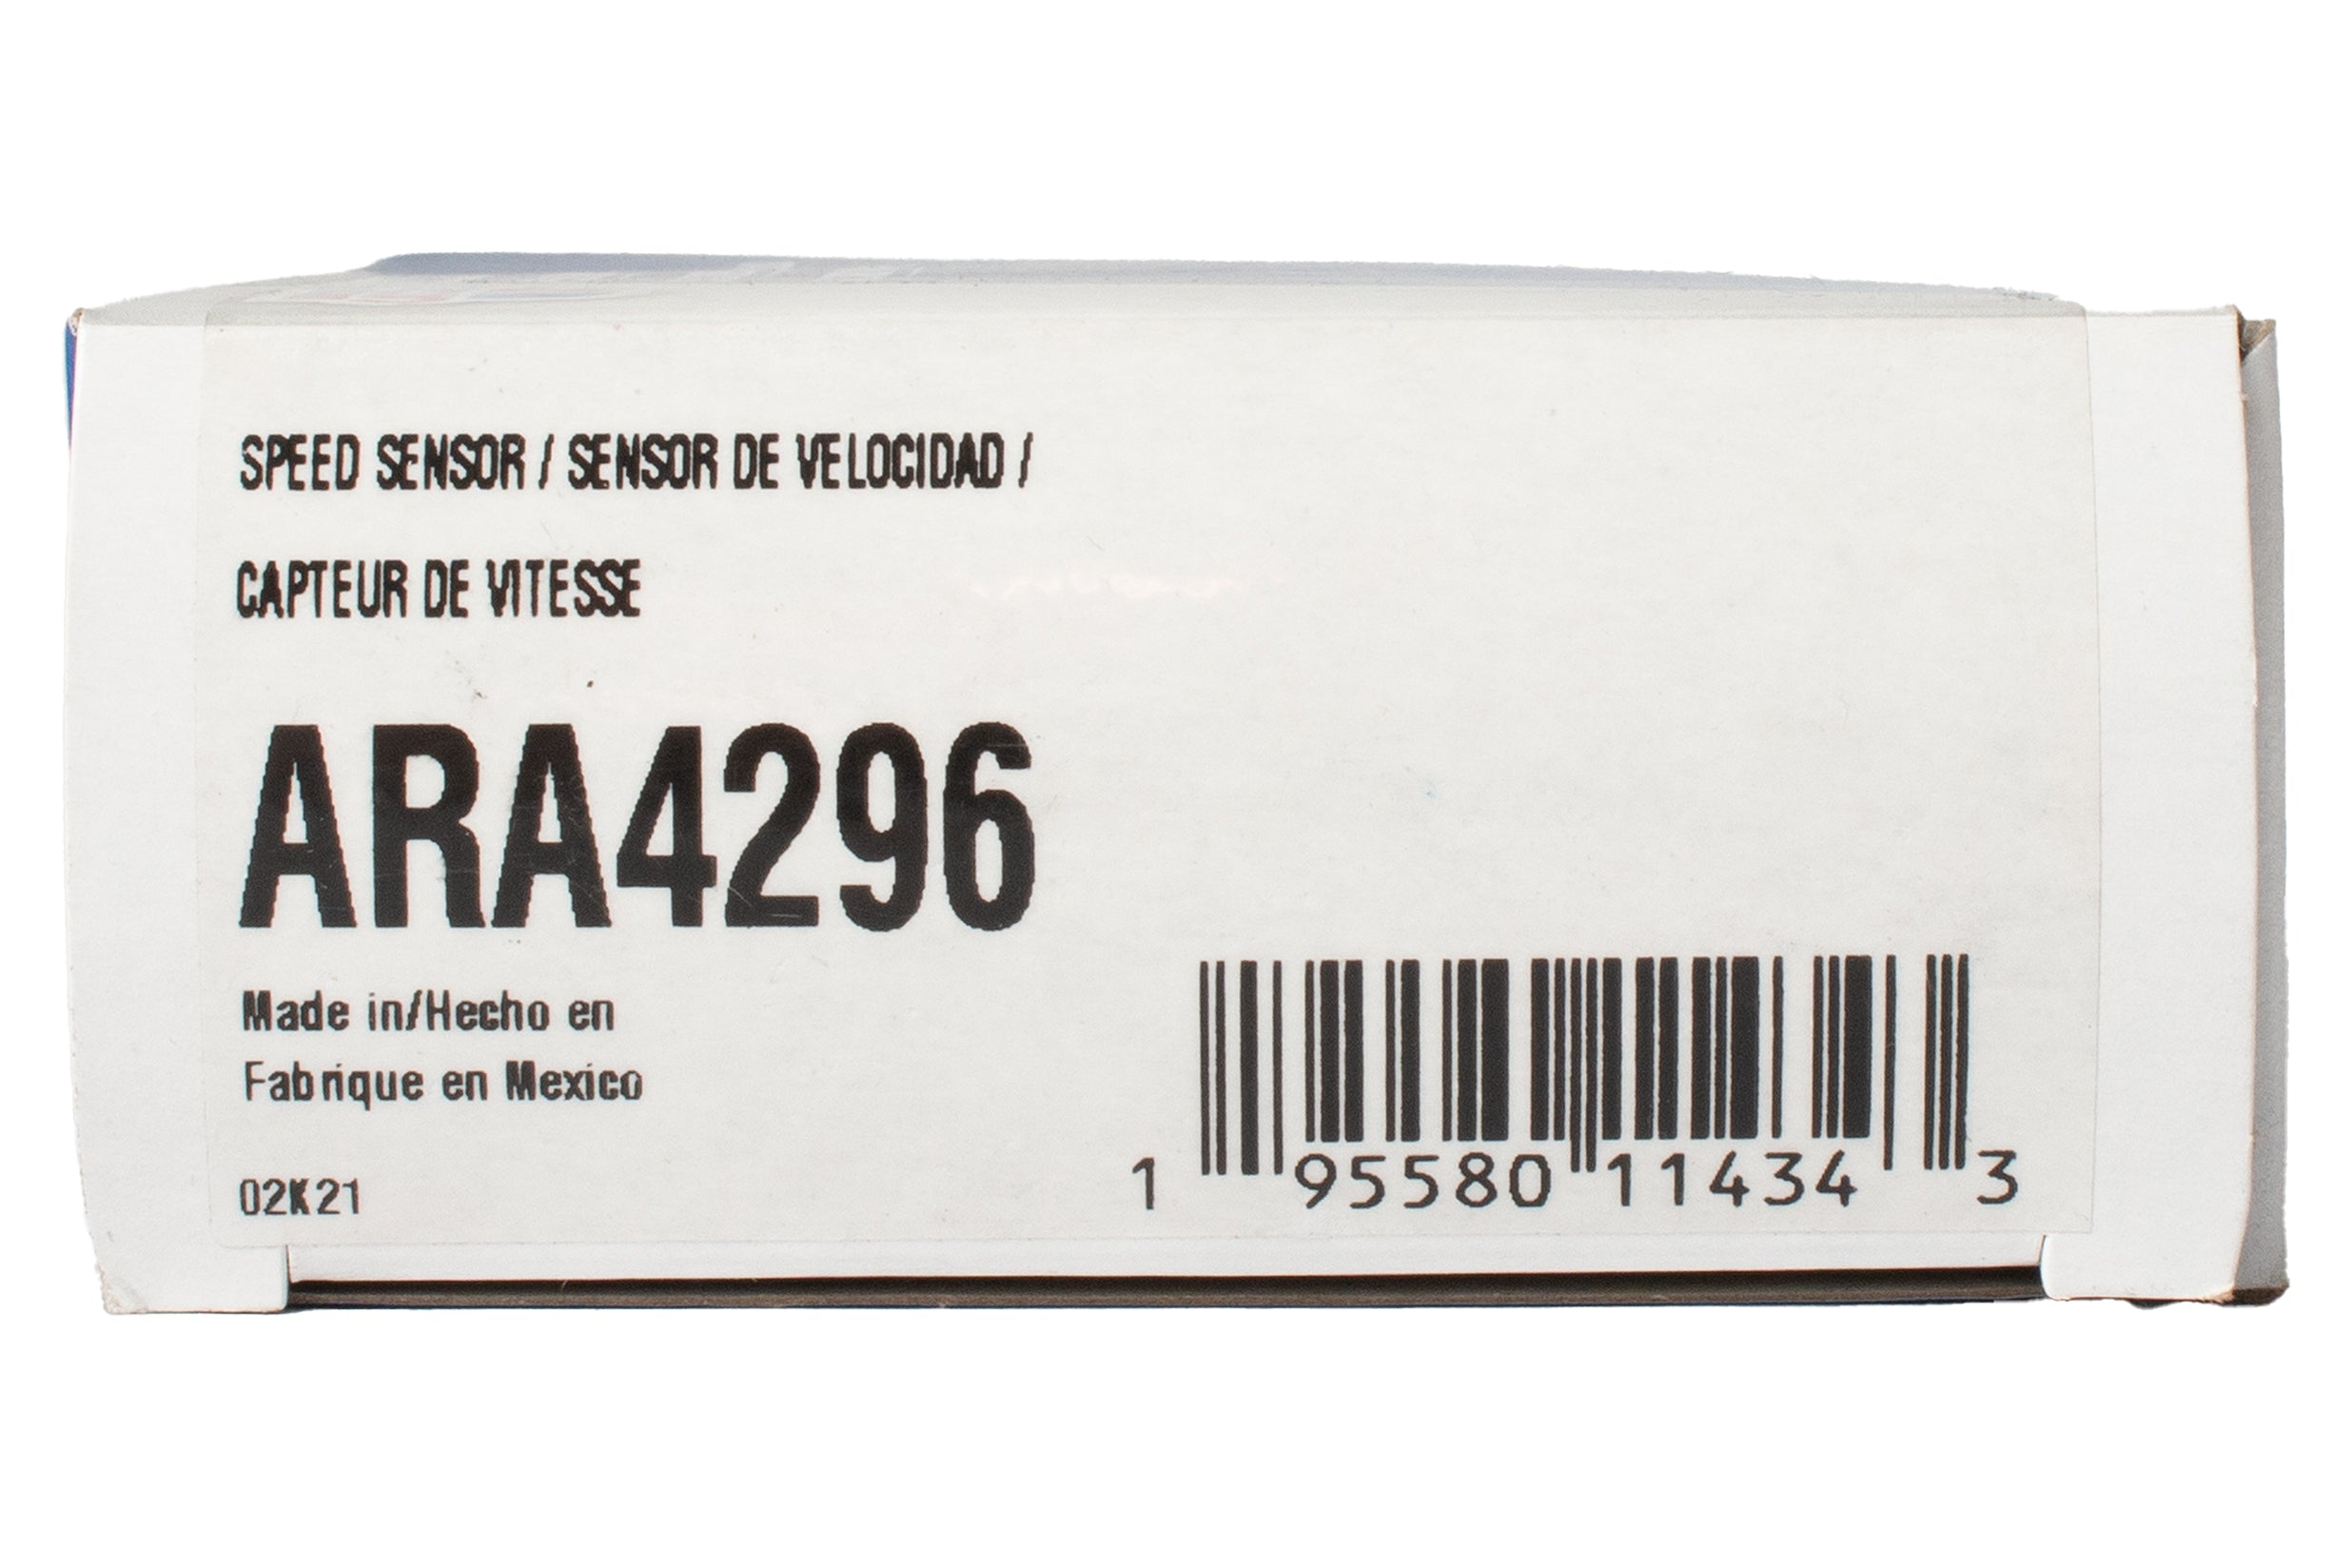 SPEED SENSOR / SENSOR DE VELOCIDAD /
CAPTEUR DE VITESSE
ARA4296
Made in/Hecho en
Fabrique en Mexico
02K21
1 95580 11434 3